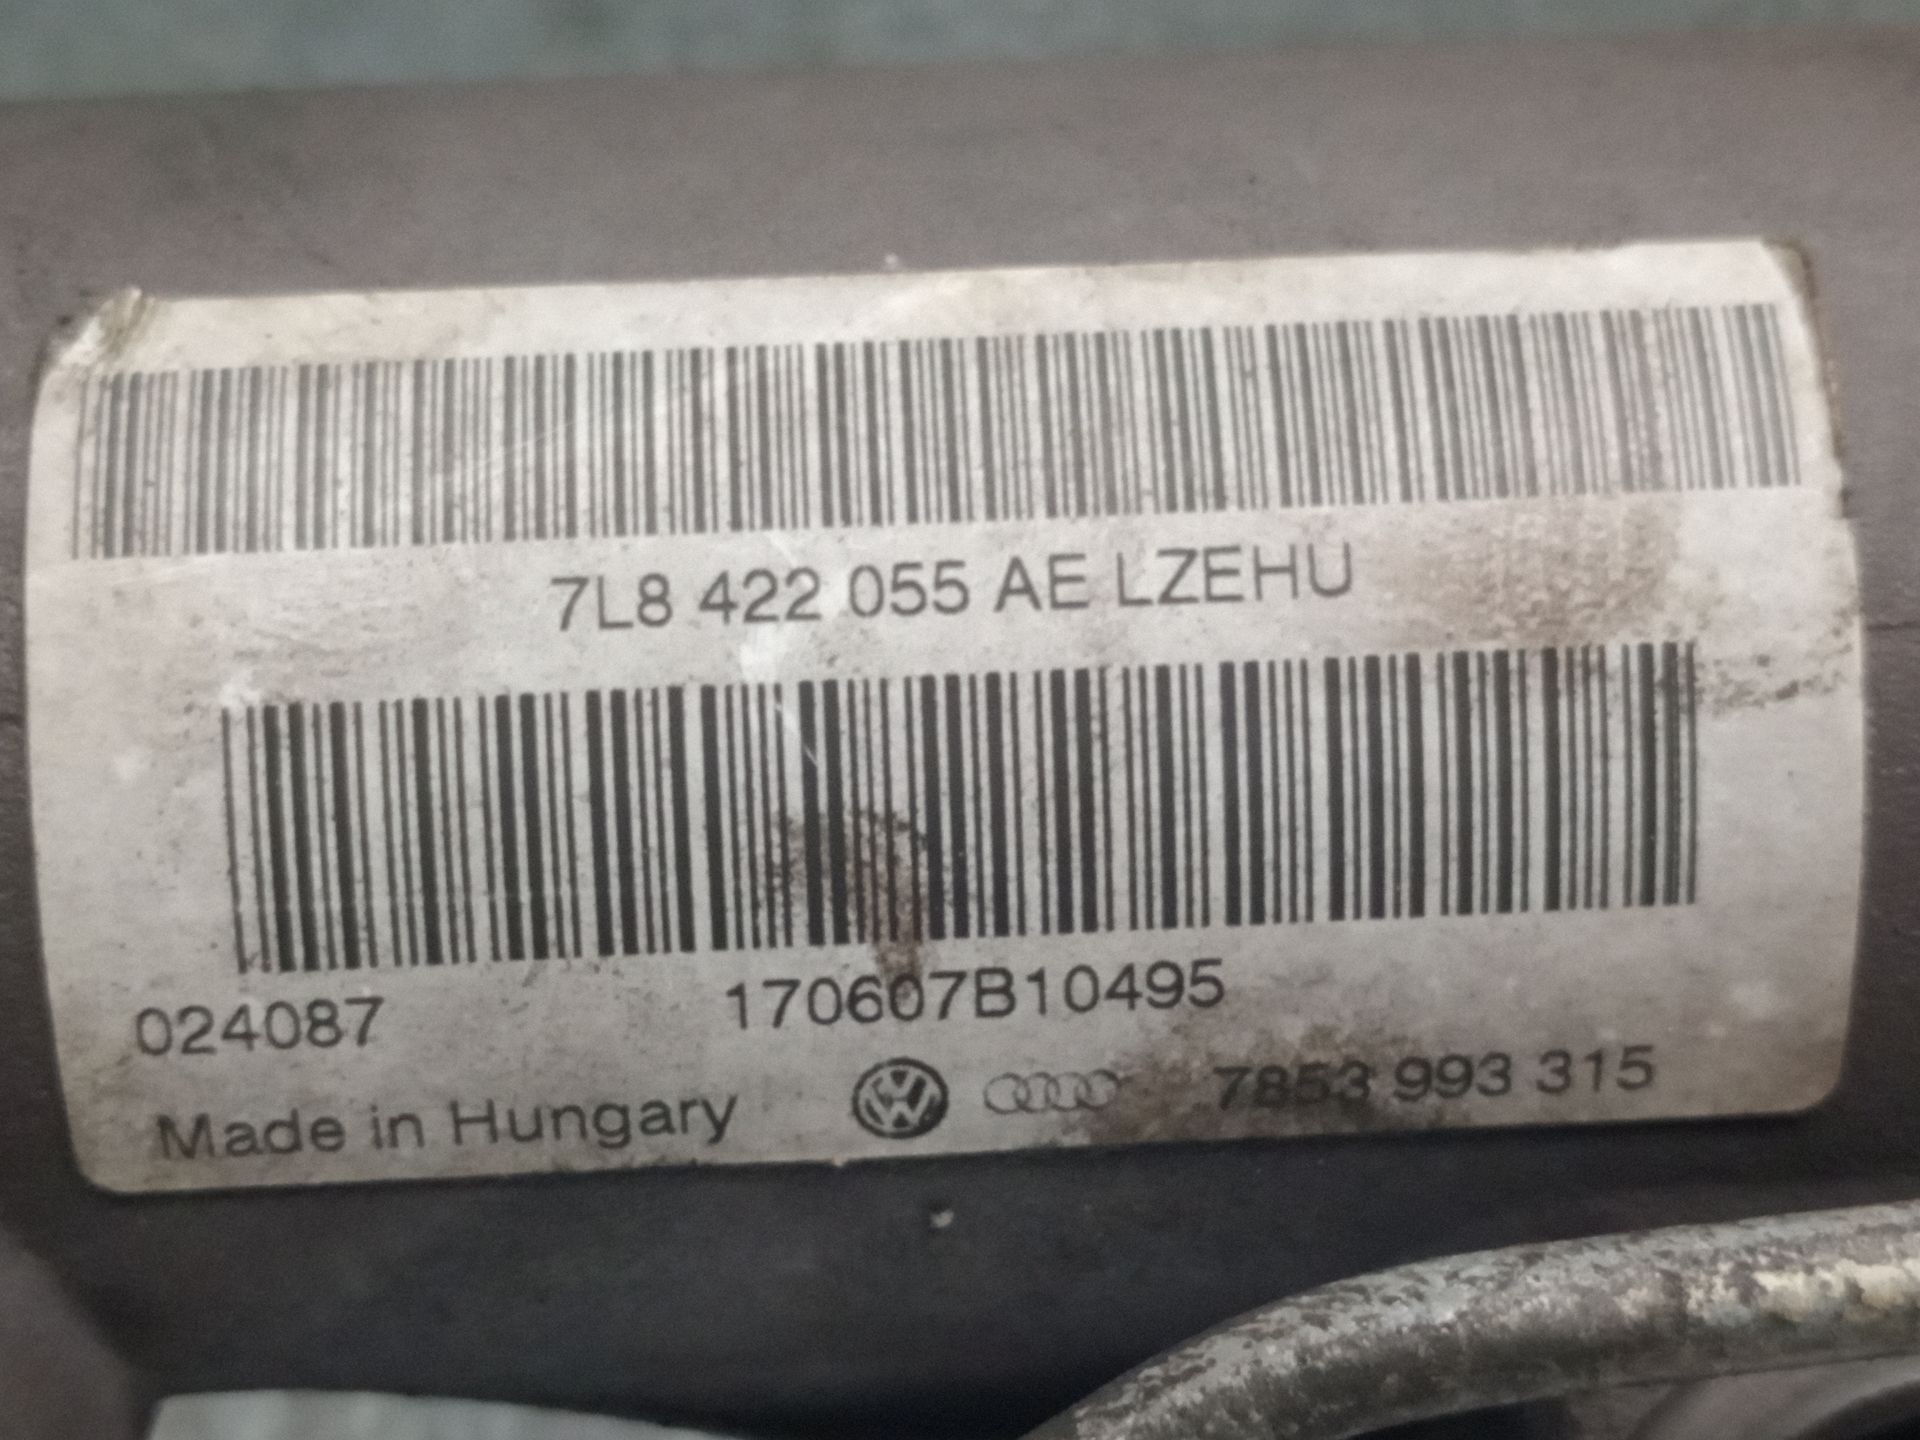 7L8 422 055 AE LZEHU
024087 170607B10495
Made in Hungary 7853 993 315